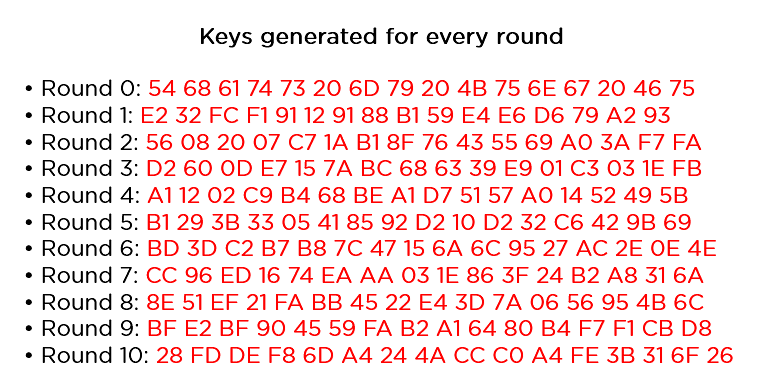 Keys generated for every round
• Round 0: 54 68 61 74 73 20 6D 79 20 4B 75 6E 67 20 46 75
• Round 1: E2 32 FC F1 91 12 91 88 B1 59 E4 E6 D6 79 A2 93
• Round 2: 56 08 20 07 C7 1A B1 8F 76 43 55 69 A0 3A F7 FA
• Round 3: D2 60 0D E7 15 7A BC 68 63 39 E9 01 C3 03 1E FB
• Round 4: A1 12 02 C9 B4 68 BE A1 D7 51 57 A0 14 52 49 5B
• Round 5: B1 29 3B 33 05 41 85 92 D2 10 D2 32 C6 42 9B 69
• Round 6: BD 3D C2 B7 B8 7C 47 15 6A 6C 95 27 AC 2E 0E 4E
• Round 7: CC 96 ED 16 74 EA AA 03 1E 86 3F 24 B2 A8 31 6A
• Round 8: 8E 51 EF 21 FA BB 45 22 E4 3D 7A 06 56 95 4B 6C
• Round 9: BF E2 BF 90 45 59 FA B2 A1 64 80 B4 F7 F1 CB D8
• Round 10: 28 FD DE F8 6D A4 24 4A CC C0 A4 FE 3B 31 6F 26